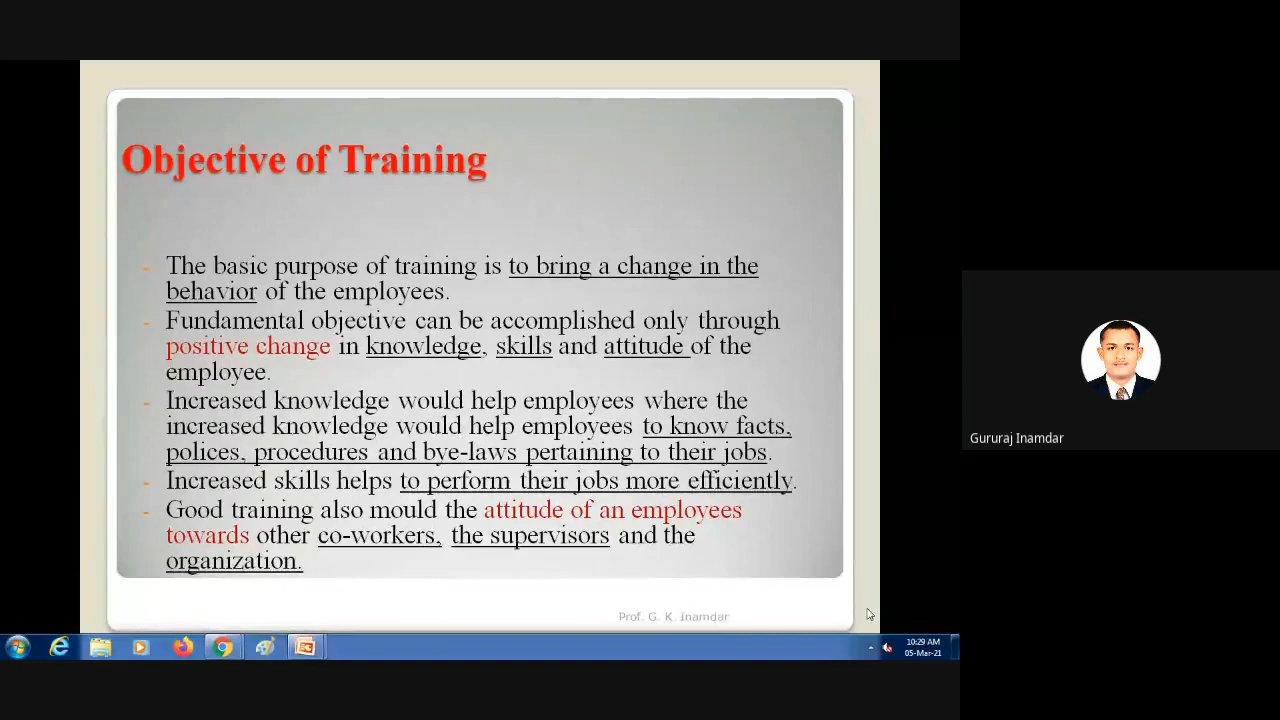 Objective of Training
- The basic purpose of training is to bring a change in the
behavior of the employees.
- Fundamental objective can be accomplished only through
positive change in knowledge, skills and attitude of the
employee.
- Increased knowledge would help employees where the
increased knowledge would help employees to know facts,
polices, procedures and bye-laws pertaining to their jobs.
- Increased skills helps to perform their jobs more efficiently.
- Good training also mould the attitude of an employees
towards other co-workers, the supervisors and the
organization.
Prof. G. K. Inamdar
10:29 AM
05-Mar-21
Gururaj Inamdar